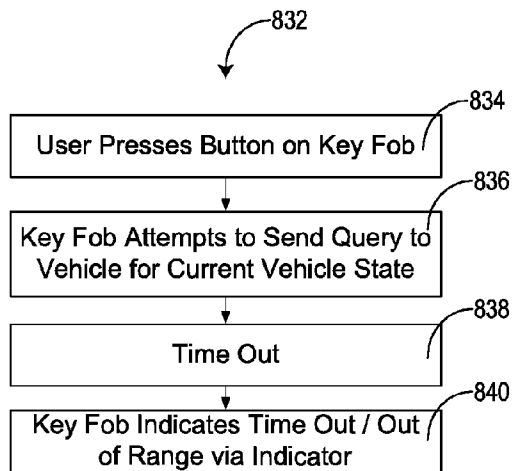 832
834
User Presses Button on Key Fob
836
Key Fob Attempts to Send Query to
Vehicle for Current Vehicle State
838
Time Out
840
Key Fob Indicates Time Out / Out
of Range via Indicator